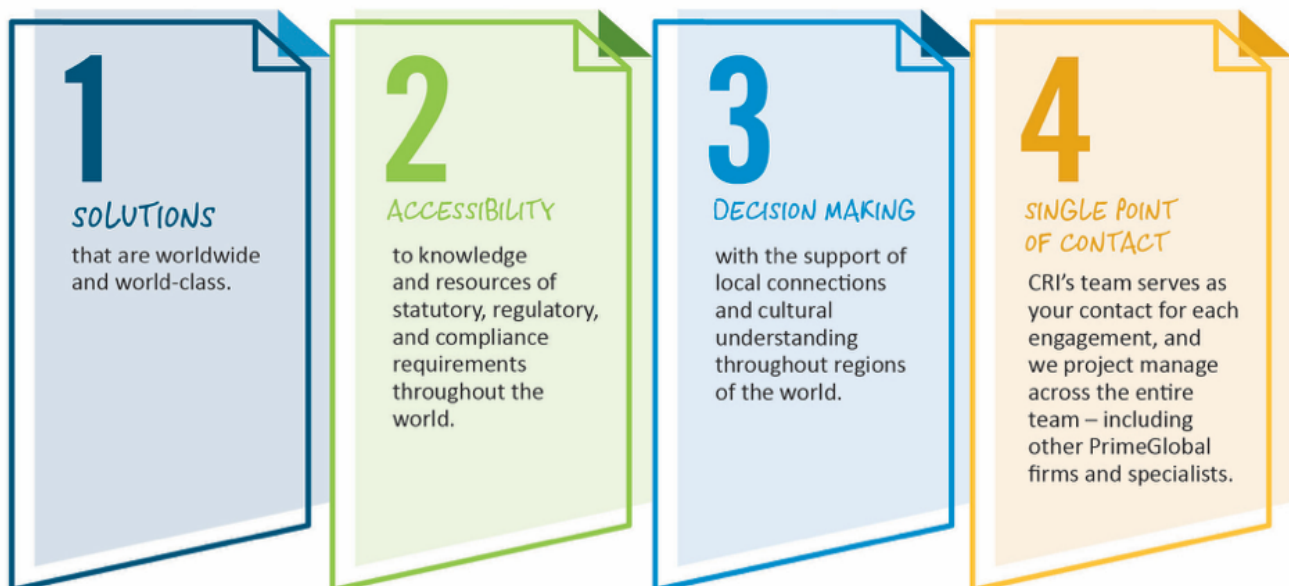 1
SOLUTIONS
that are worldwide
and world-class.
2
ACCESSIBILITY
to knowledge
and resources of
statutory, regulatory,
and compliance
requirements
throughout the
world.
3
DECISION MAKING
with the support of
local connections
and cultural
understanding
throughout regions
of the world.
4
SINGLE POINT
OF CONTACT
CRI’s team serves as
your contact for each
engagement, and
we project manage
across the entire
team – including
other PrimeGlobal
firms and specialists.